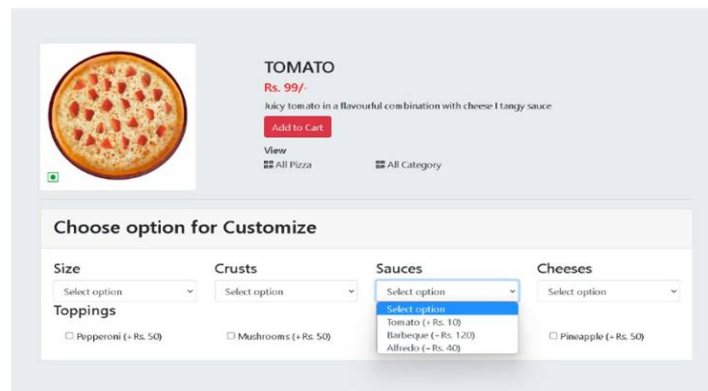 TOMATO
Rs. 99/-
Juicy tomato in a flavourful combination with cheese I tangy sauce
Add to Cart
View
All Pizza All Category
Choose option for Customize
Size Crusts Sauces Cheeses
Select option Select option Select option Select option
Toppings
Select option
Tomato (+Rs. 10)
Pepperoni (+Rs. 50) Mushrooms (+Rs. 50) Barbeque (+Rs. 120) Pineapple (+Rs. 50)
Alfredo (+Rs. 40)